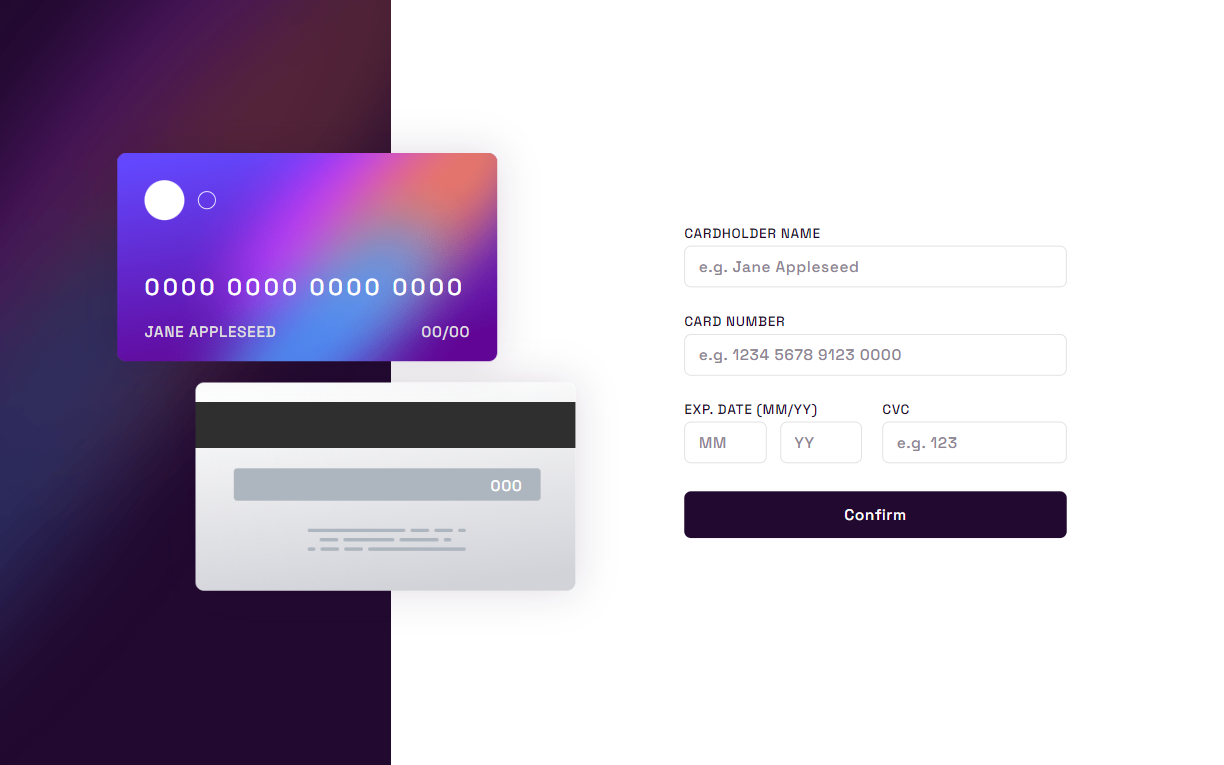 0000 0000 0000 0000
JANE APPLESEED 00/00
000
CARDHOLDER NAME
e.g. Jane Appleseed
CARD NUMBER
e.g. 1234 5678 9123 0000
EXP. DATE (MM/YY) CVC
MM YY e.g. 123
Confirm